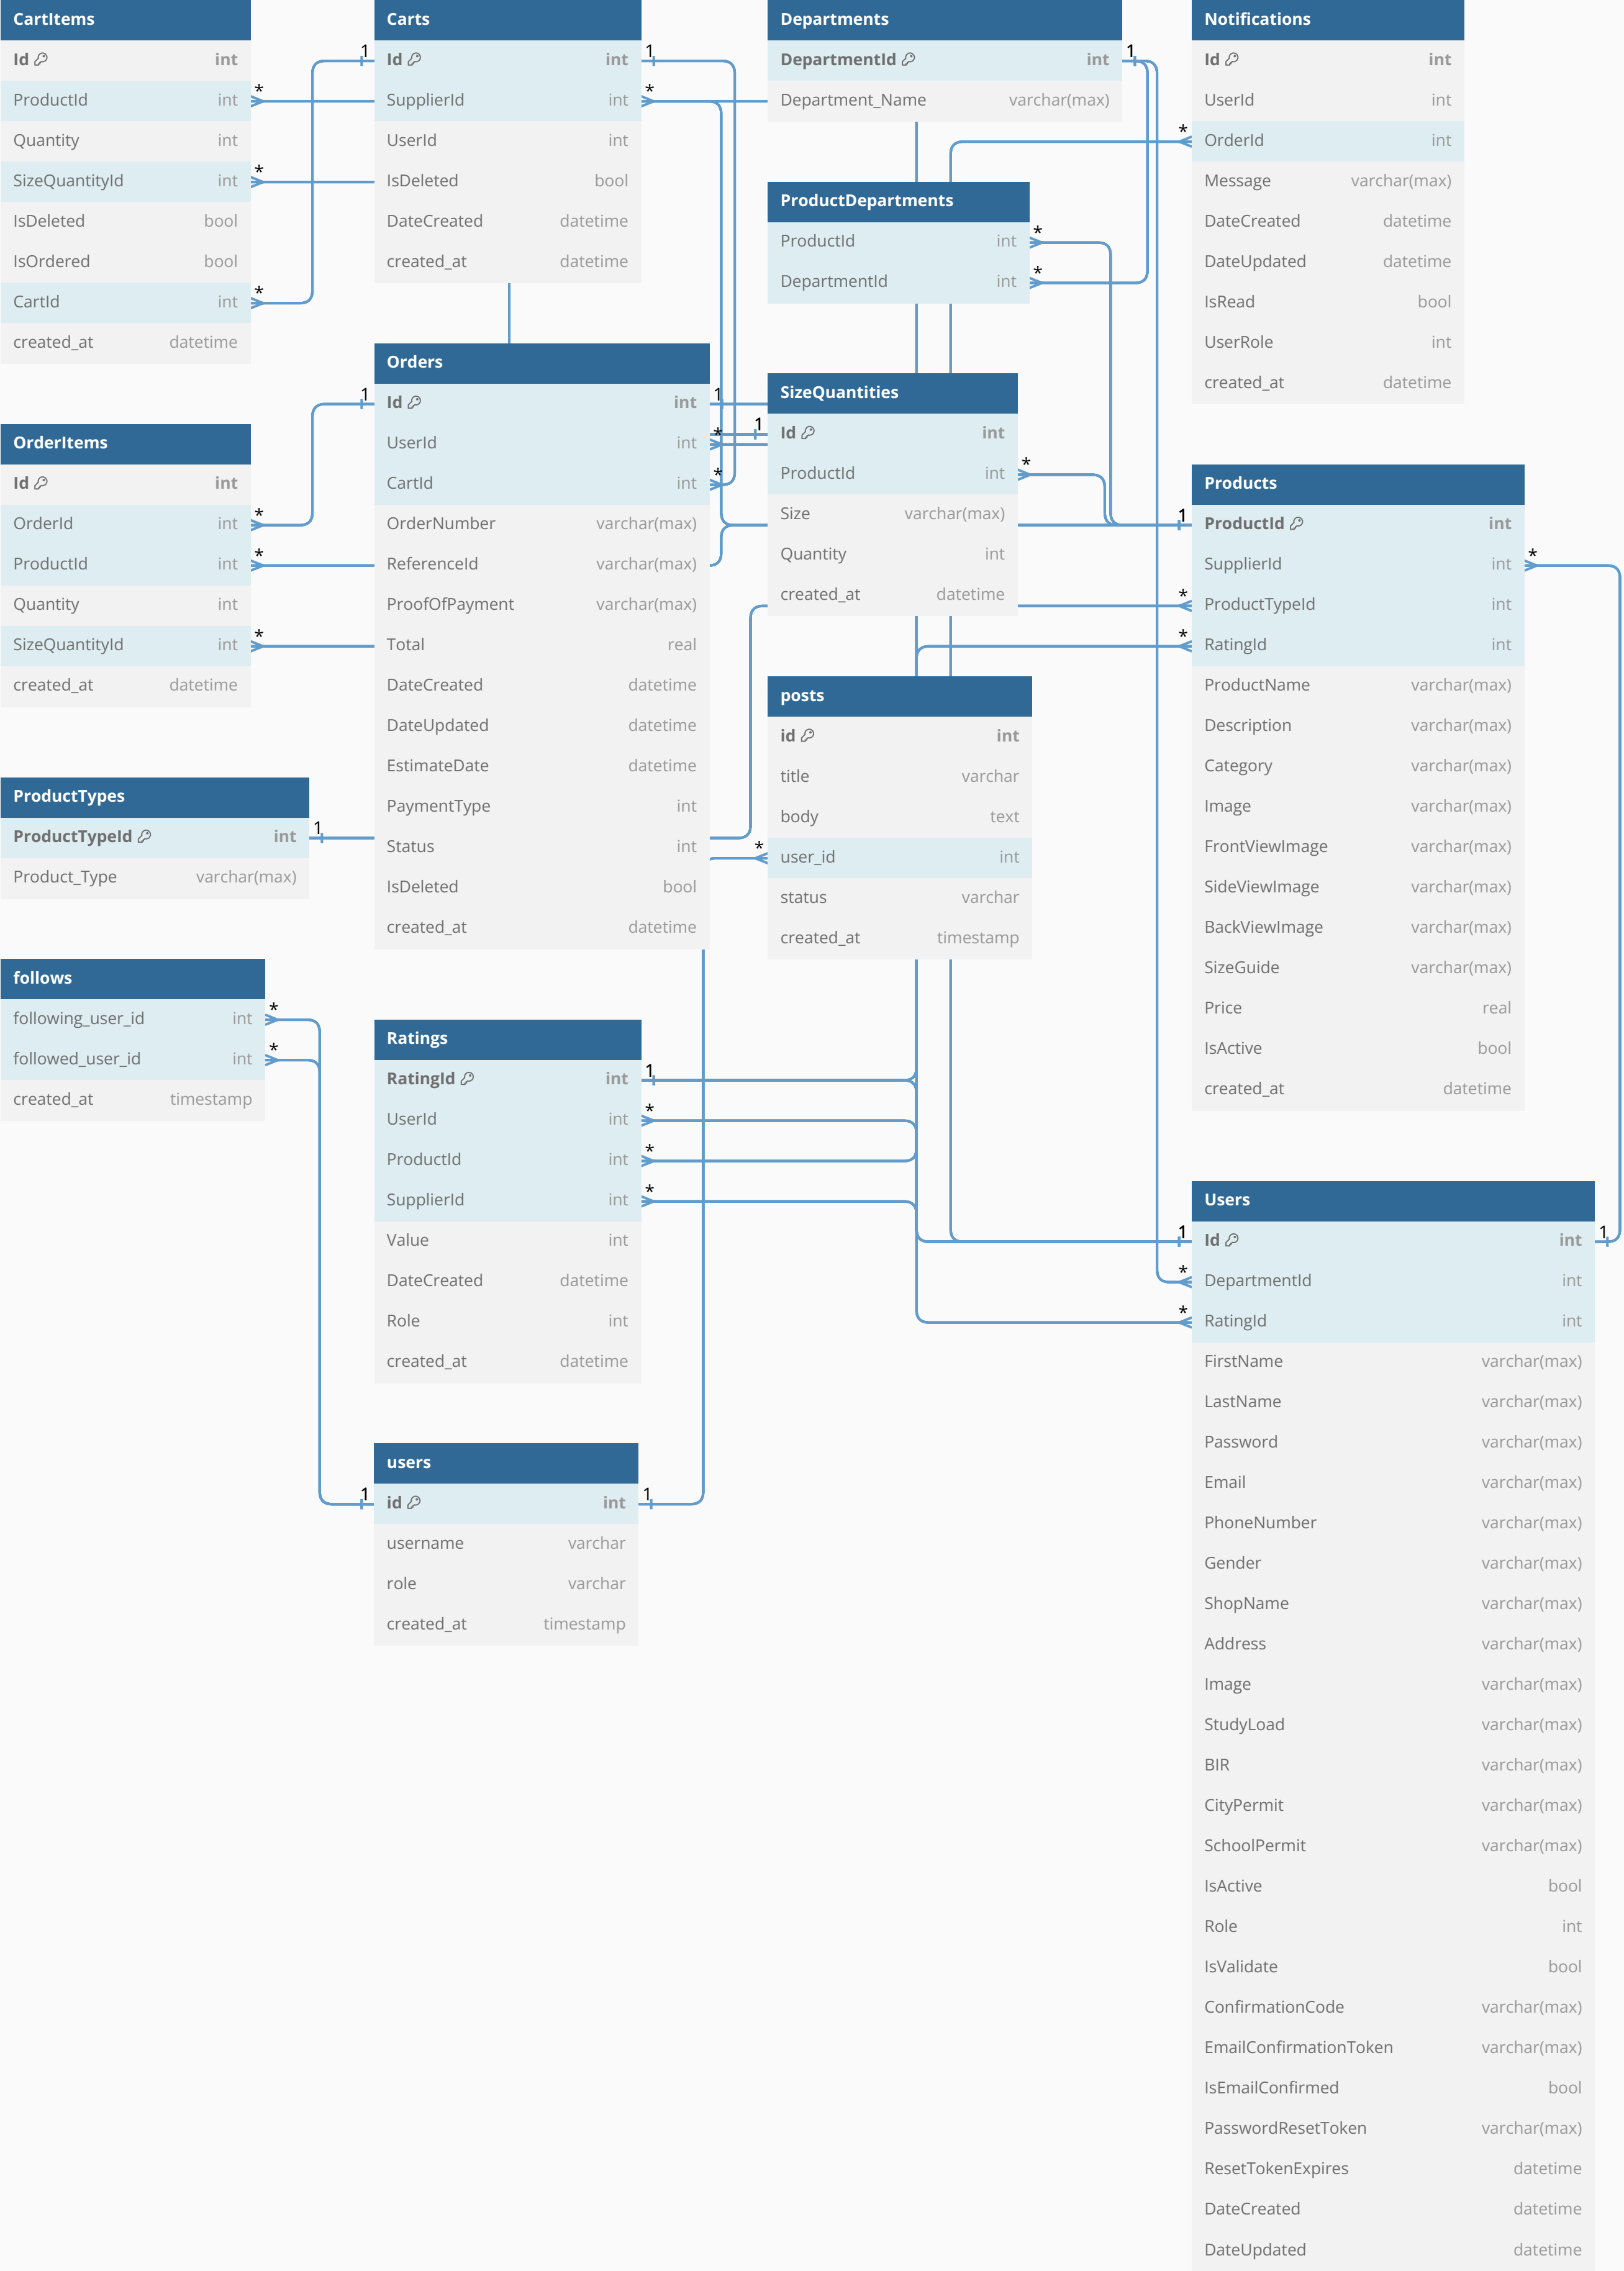 CartItems
Id int
ProductId int
Quantity int
SizeQuantityId int
IsDeleted bool
IsOrdered bool
CartId int
created_at datetime
Carts
Id int
SupplierId int
UserId int
IsDeleted bool
DateCreated datetime
created_at datetime
Departments
DepartmentId int
Department_Name varchar(max)
Notifications
Id int
UserId int
OrderId int
Message varchar(max)
DateCreated datetime
DateUpdated datetime
IsRead bool
UserRole int
created_at datetime
ProductDepartments
ProductId int
DepartmentId int
Orders
Id int
UserId int
CartId int
OrderNumber varchar(max)
ReferenceId varchar(max)
ProofOfPayment varchar(max)
Total real
DateCreated datetime
DateUpdated datetime
EstimateDate datetime
PaymentType int
Status int
IsDeleted bool
created_at datetime
SizeQuantities
Id int
ProductId int
Size varchar(max)
Quantity int
created_at datetime
OrderItems
Id int
OrderId int
ProductId int
Quantity int
SizeQuantityId int
created_at datetime
Products
ProductId int
SupplierId int
ProductTypeId int
RatingId int
ProductName varchar(max)
Description varchar(max)
Category varchar(max)
Image varchar(max)
FrontViewImage varchar(max)
SideViewImage varchar(max)
BackViewImage varchar(max)
SizeGuide varchar(max)
Price real
IsActive bool
created_at datetime
posts
id int
title varchar
body text
user_id int
status varchar
created_at timestamp
ProductTypes
ProductTypeId int
Product_Type varchar(max)
follows
following_user_id int
followed_user_id int
created_at timestamp
Ratings
RatingId int
UserId int
ProductId int
SupplierId int
Value int
DateCreated datetime
Role int
created_at datetime
users
id int
username varchar
role varchar
created_at timestamp
Users
Id int
DepartmentId int
RatingId int
FirstName varchar(max)
LastName varchar(max)
Password varchar(max)
Email varchar(max)
PhoneNumber varchar(max)
Gender varchar(max)
ShopName varchar(max)
Address varchar(max)
Image varchar(max)
StudyLoad varchar(max)
BIR varchar(max)
CityPermit varchar(max)
SchoolPermit varchar(max)
IsActive bool
Role int
IsValidate bool
ConfirmationCode varchar(max)
EmailConfirmationToken varchar(max)
IsEmailConfirmed bool
PasswordResetToken varchar(max)
ResetTokenExpires datetime
DateCreated datetime
DateUpdated datetime